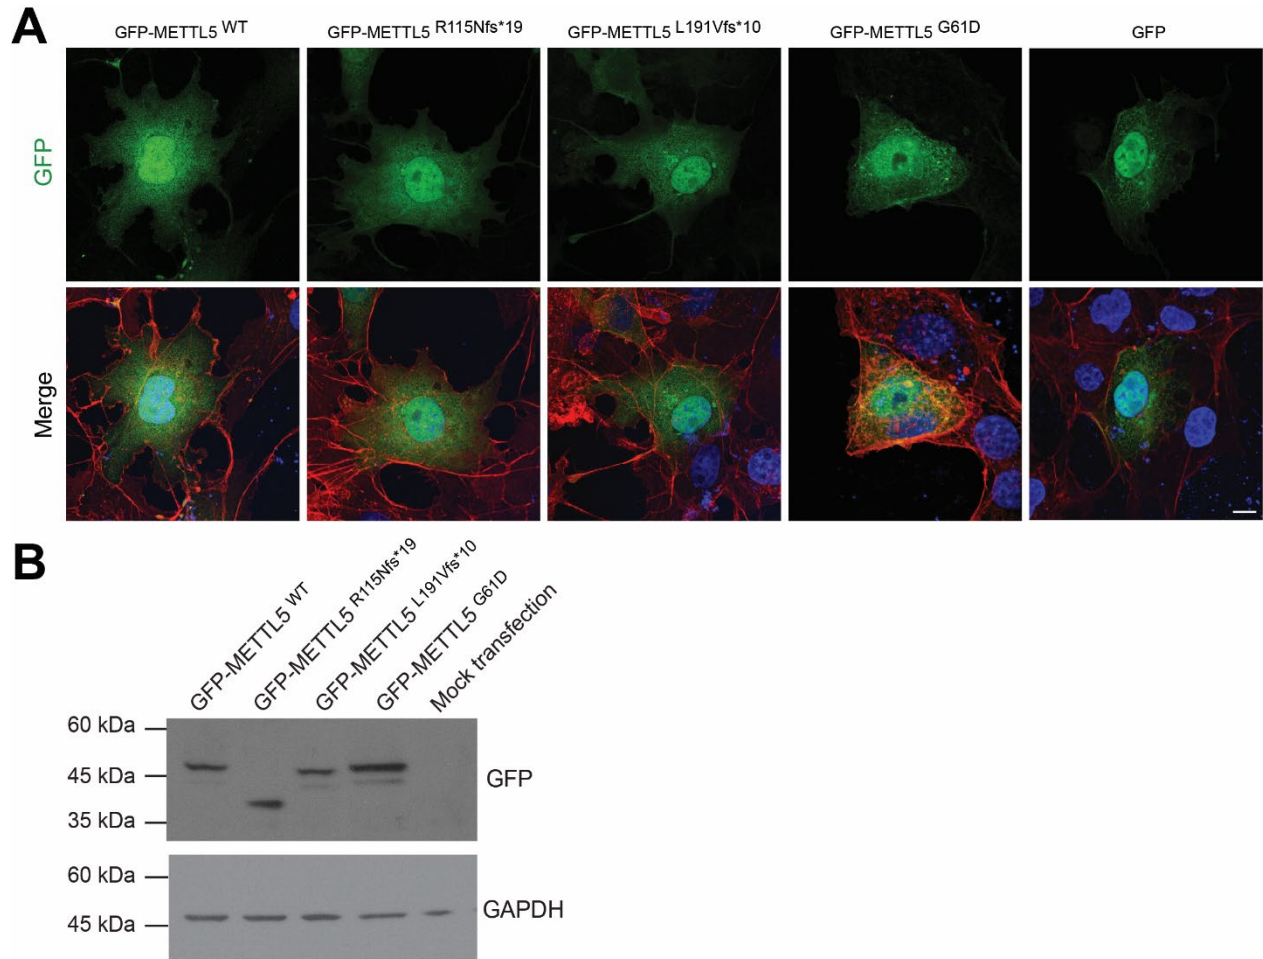 A
GFP-METTL5 WT
GFP-METTL5 R115Nfs*19
GFP-METTL5 L191Vfs*10
GFP-METTL5 G61D
GFP
GFP
Merge
B
GFP-METTL5 WT
GFP-METTL5 R115Nfs*19
GFP-METTL5 L191Vfs*10
GFP-METTL5 G61D
Mock transfection
60 kDa
45 kDa
35 kDa
GFP
60 kDa
45 kDa
GAPDH